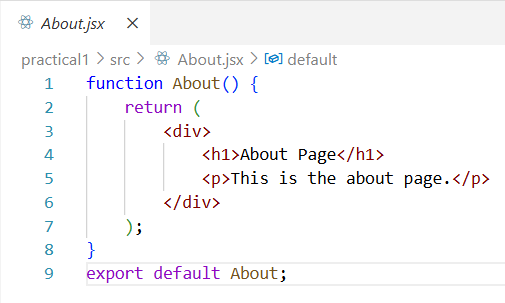 About.jsx ×
practical1 > src > About.jsx > default
1 function About() {
2     return (
3         <div>
4             <h1>About Page</h1>
5             <p>This is the about page.</p>
6         </div>
7     );
8 }
9 export default About;